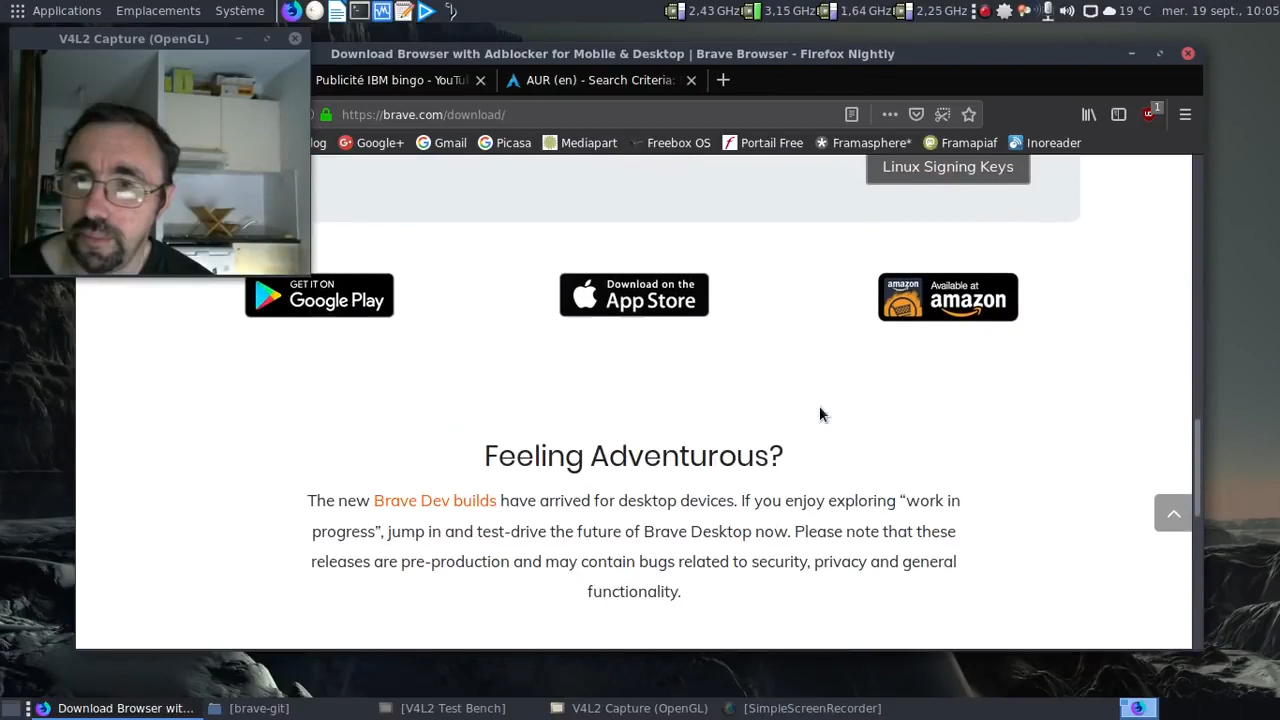 Applications Emplacements Système
2,43 GHz 3,15 GHz 1,64 GHz 2,25 GHz 19 °C mer. 19 sept., 10:05
V4L2 Capture (OpenGL)
Download Browser with Adblocker for Mobile & Desktop | Brave Browser - Firefox Nightly
Publicité IBM bingo - YouTu
AUR (en) - Search Criteria:
https://brave.com/download/
1
log Google+ Gmail Picasa Mediapart Freebox OS Portail Free Framasphere* Framapiaf Inoreader
Linux Signing Keys
GET IT ON
Google Play
Download on the
App Store
amazon
Available at
amazon
Feeling Adventurous?
The new Brave Dev builds have arrived for desktop devices. If you enjoy exploring “work in
progress”, jump in and test-drive the future of Brave Desktop now. Please note that these
releases are pre-production and may contain bugs related to security, privacy and general
functionality.
Download Browser wit... [brave-git] [V4L2 Test Bench] V4L2 Capture (OpenGL) [SimpleScreenRecorder]